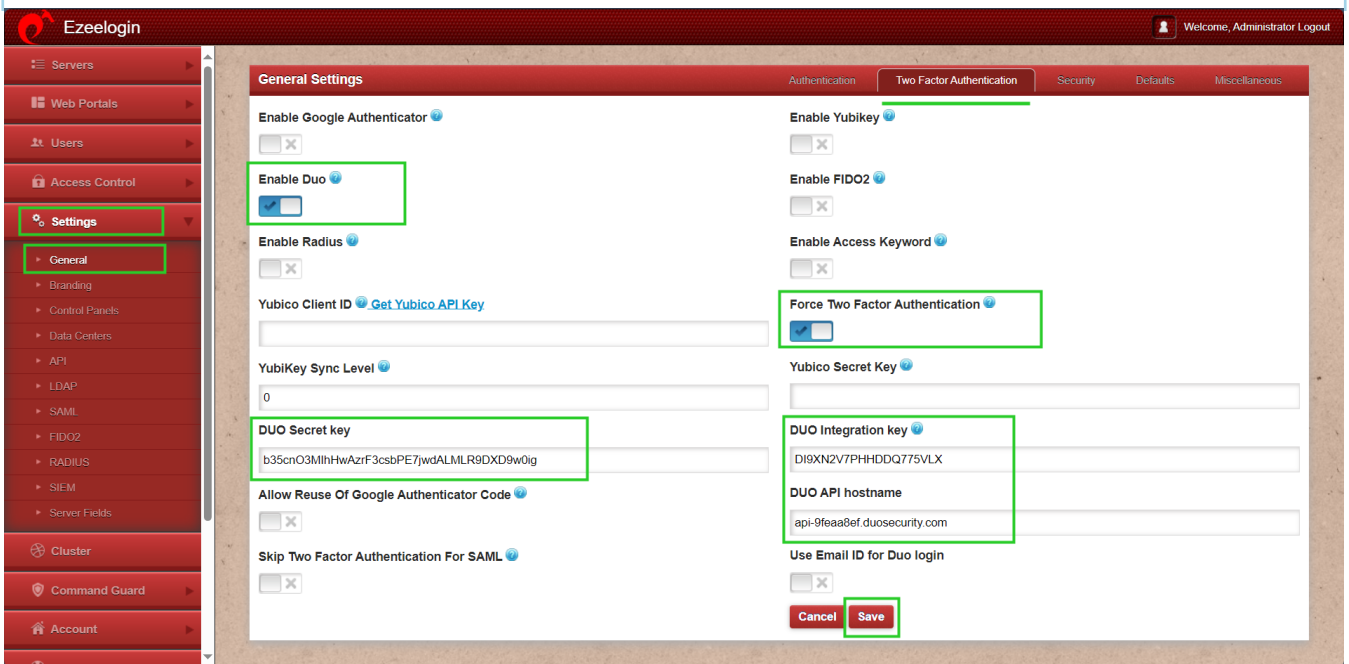 Ezeelogin
Welcome, Administrator Logout
Servers
Web Portals
Users
Access Control
Settings
General
Branding
Control Panels
Data Centers
API
LDAP
SAML
FIDO2
RADIUS
SIEM
Server Fields
Cluster
Command Guard
Account
General Settings
Authentication
Two Factor Authentication
Security
Defaults
Miscellaneous
Enable Google Authenticator
Enable Yubikey
Enable Duo
Enable FIDO2
Enable Radius
Enable Access Keyword
Yubico Client ID Get Yubico API Key
Force Two Factor Authentication
YubiKey Sync Level
0
Yubico Secret Key
DUO Secret key
b35cnO3MIhHwAzrF3csbPE7jwdALMLR9DXD9w0ig
DUO Integration key
DI9XN2V7PHHDDQ775VLX
Allow Reuse Of Google Authenticator Code
DUO API hostname
api-9feaa8ef.duosecurity.com
Skip Two Factor Authentication For SAML
Use Email ID for Duo login
Cancel
Save